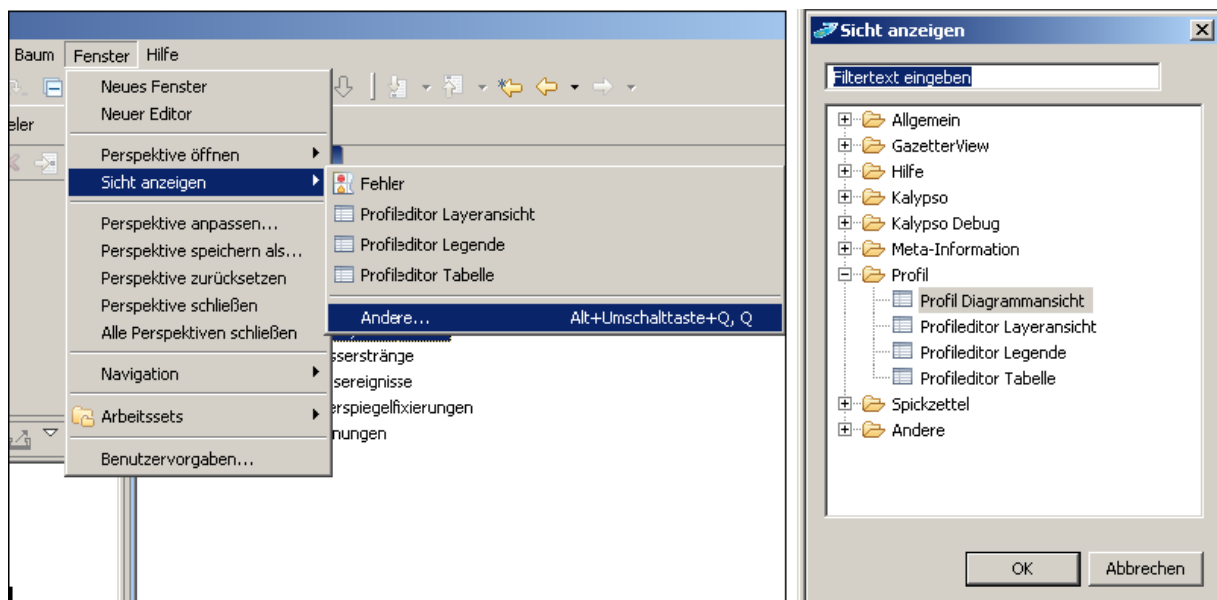 Baum Fenster Hilfe
Neues Fenster
Neuer Editor
eler
Perspektive öffnen
Sicht anzeigen
Fehler
Profileditor Layeransicht
Profileditor Legende
Profileditor Tabelle
Andere... Alt+Umschalttaste+Q, Q
Perspektive anpassen...
Perspektive speichern als...
Perspektive zurücksetzen
Perspektive schließen
Alle Perspektiven schließen
Navigation
Arbeitssets
Benutzervorgaben...
sserstränge
sereignisse
erspiegelfixierungen
nungen
Sicht anzeigen
Filtertext eingeben
Allgemein
GazetterView
Hilfe
Kalypso
Kalypso Debug
Meta-Information
Profil
Profil Diagrammansicht
Profileditor Layeransicht
Profileditor Legende
Profileditor Tabelle
Spickzettel
Andere
OK Abbrechen